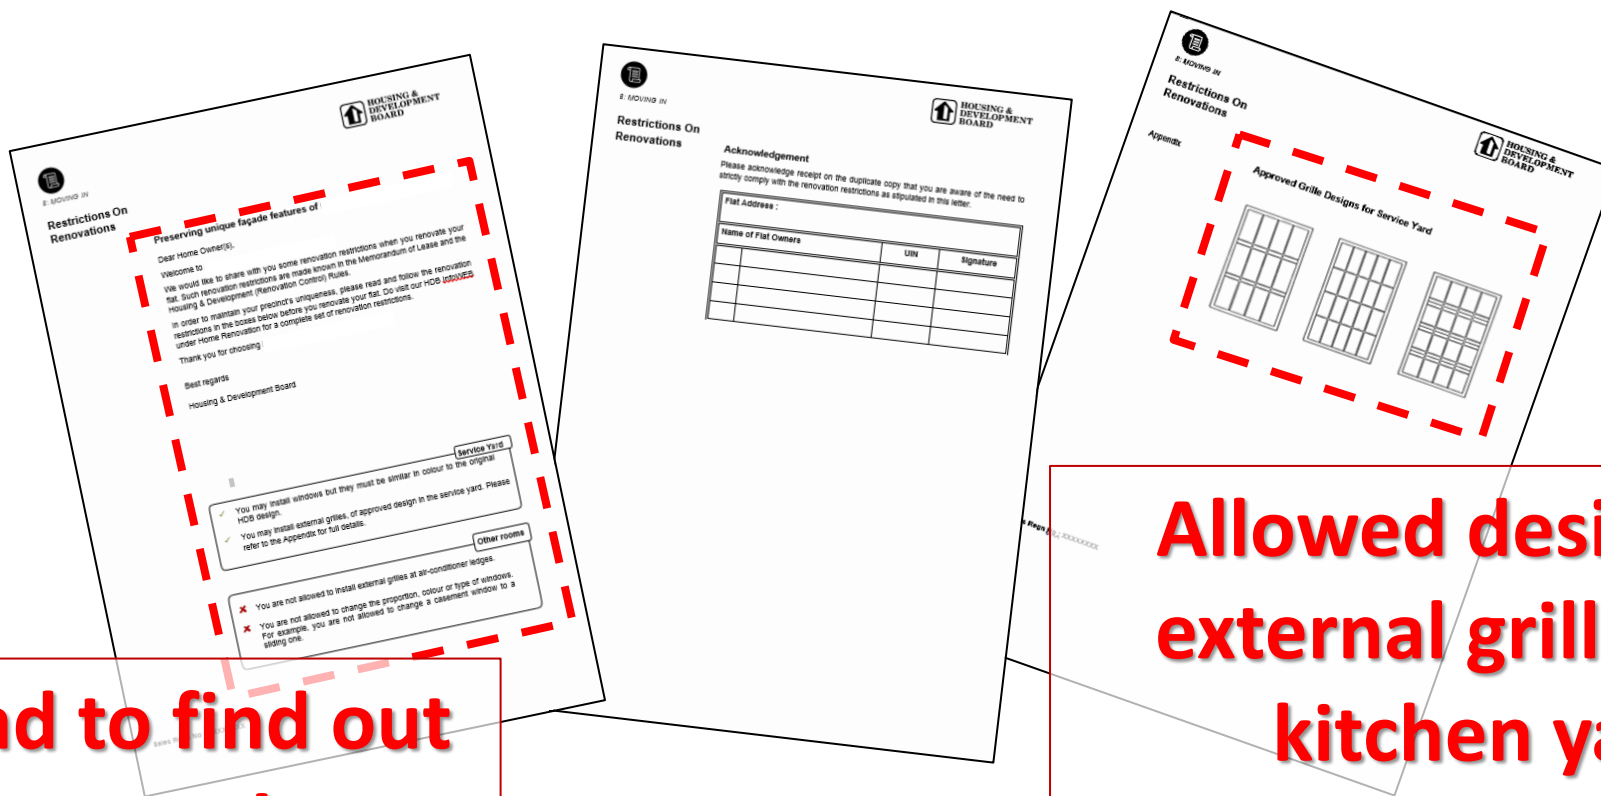 E: MOVING IN
Restrictions On
Renovations
HOUSING &
DEVELOPMENT
BOARD
Preserving unique façade features of
Dear Home Owner(s),
Welcome to
We would like to share with you some renovation restrictions when you renovate your
flat. Such renovation restrictions are made known in the Memorandum of Lease and the
Housing & Development (Renovation Control) Rules.
In order to maintain your precinct's uniqueness, please read and follow the renovation
restrictions in the boxes below before you renovate your flat. Do visit our HDB InfoWEB
under Home Renovation for a complete set of renovation restrictions.
Thank you for choosing
Best regards
Housing & Development Board
Service Yard
✓ You may install windows but they must be similar in colour to the original
HDB design.
✓ You may install external grilles, of approved design in the service yard. Please
refer to the Appendix for full details.
Other rooms
✗ You are not allowed to install external grilles at air-conditioner ledges.
✗ You are not allowed to change the proportion, colour or type of windows.
For example, you are not allowed to change a casement window to a
sliding one.
ad to find out
E: MOVING IN
Restrictions On
Renovations
HOUSING &
DEVELOPMENT
BOARD
Acknowledgement
Please acknowledge receipt on the duplicate copy that you are aware of the need to
strictly comply with the renovation restrictions as stipulated in this letter.
Flat Address :
Name of Flat Owners UIN Signature
E: MOVING IN
Restrictions On
Renovations
HOUSING &
DEVELOPMENT
BOARD
Appendix
Approved Grille Designs for Service Yard
Allowed desi
external grill
kitchen ya